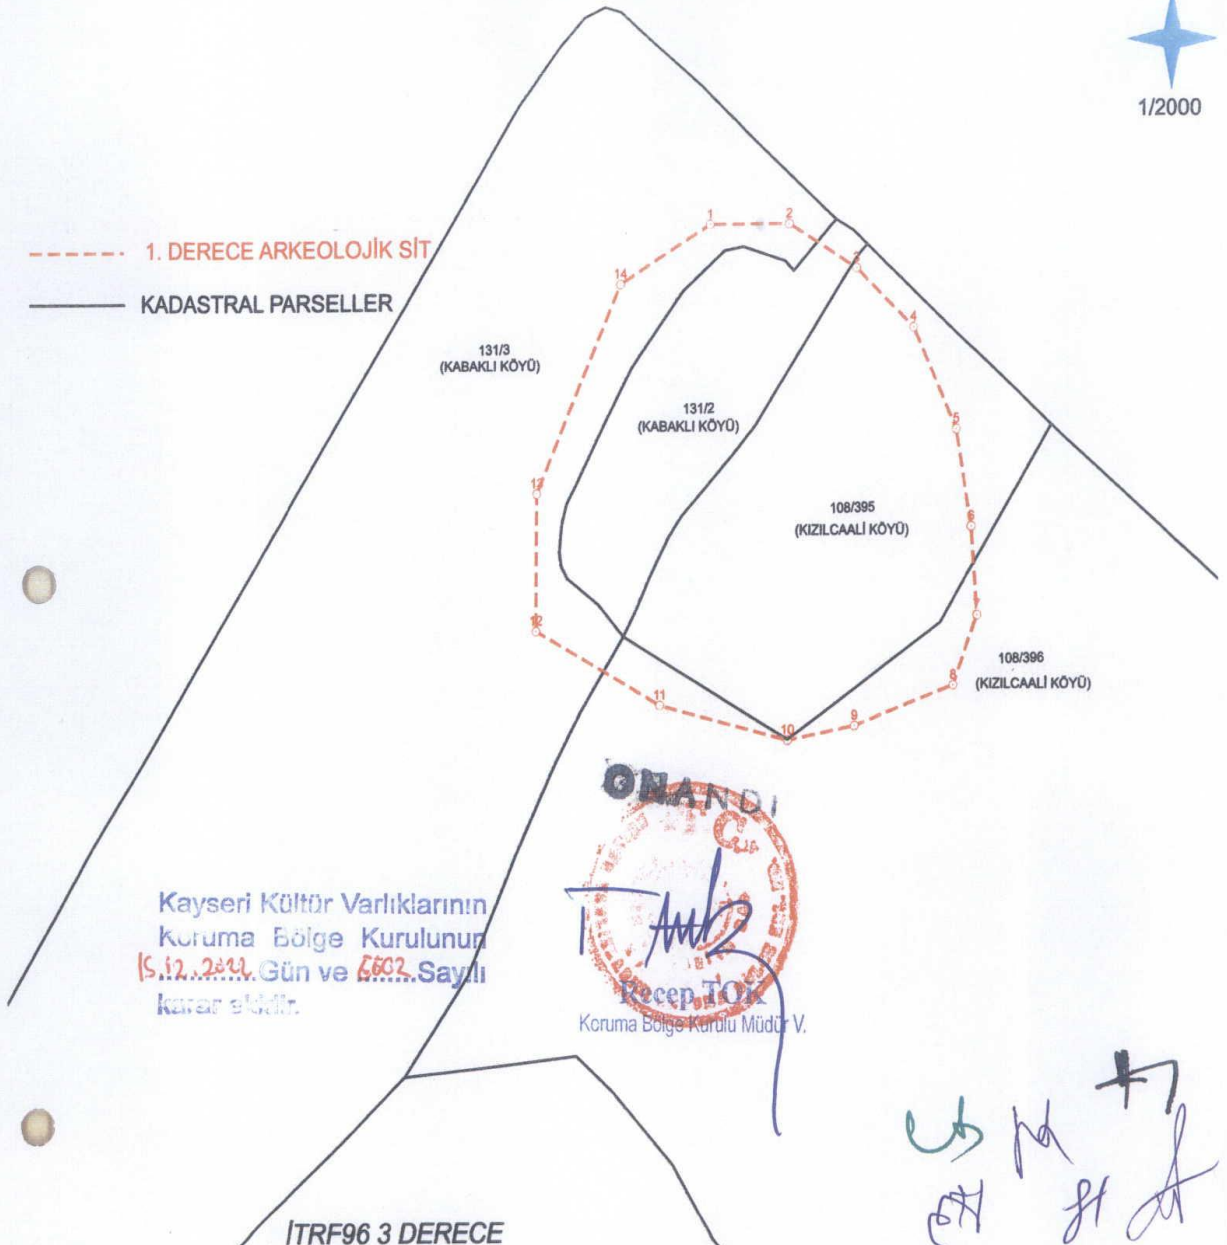 1/2000
1. DERECE ARKEOLOJİK SİT
KADASTRAL PARSELLER
1
2
3
4
5
6
7
8
9
10
11
12
13
14
131/3
(KABAKLI KÖYÜ)
131/2
(KABAKLI KÖYÜ)
108/395
(KIZILCAALİ KÖYÜ)
108/396
(KIZILCAALİ KÖYÜ)
ONANDI
T.C.
Kayseri Kültür Varlıklarının
Koruma Bölge Kurulunun
15.12.2022 Gün ve 6602 Sayılı
karar ekidir.
Recep TOK
Koruma Bölge Kurulu Müdür V.
İTRF96 3 DERECE